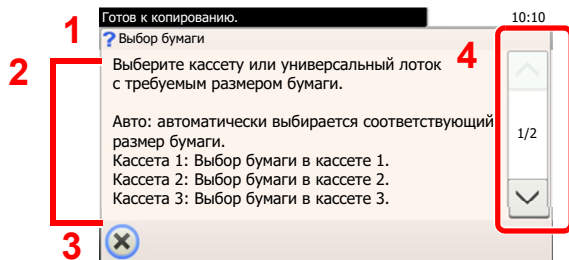 Готов к копированию. 10:10
1
? Выбор бумаги
4
2
Выберите кассету или универсальный лоток
с требуемым размером бумаги.
Авто: автоматически выбирается соответствующий
размер бумаги.
1/2
Кассета 1: Выбор бумаги в кассете 1.
Кассета 2: Выбор бумаги в кассете 2.
Кассета 3: Выбор бумаги в кассете 3.
3